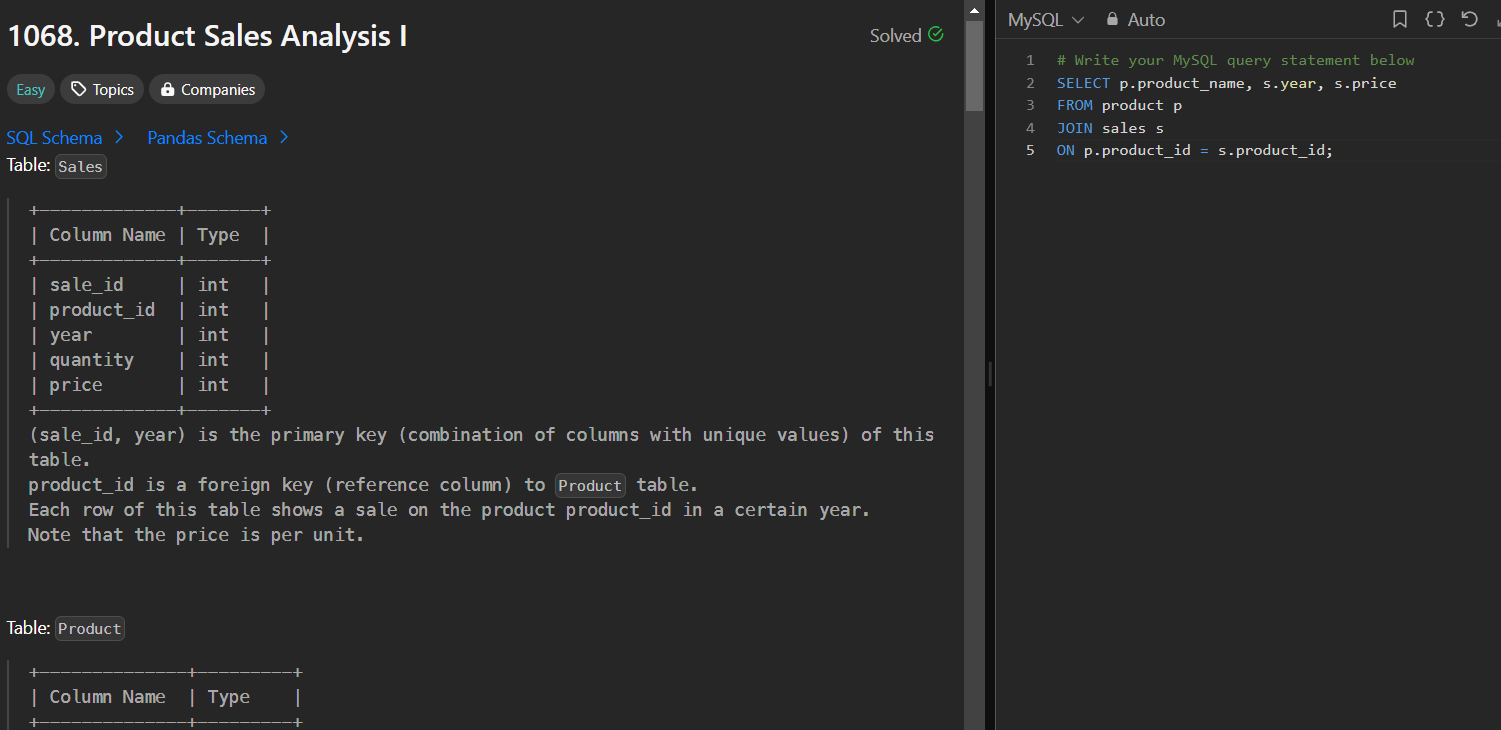 1068. Product Sales Analysis I
Solved
Easy
Topics
Companies
SQL Schema >
Pandas Schema >
Table: Sales
+-------------+-------+
| Column Name | Type  |
+-------------+-------+
| sale_id     | int   |
| product_id  | int   |
| year        | int   |
| quantity    | int   |
| price       | int   |
+-------------+-------+
(sale_id, year) is the primary key (combination of columns with unique values) of this
table.
product_id is a foreign key (reference column) to Product table.
Each row of this table shows a sale on the product product_id in a certain year.
Note that the price is per unit.
Table: Product
+--------------+---------+
| Column Name  | Type    |
+--------------+---------+
MySQL
Auto
1 # Write your MySQL query statement below
2 SELECT p.product_name, s.year, s.price
3 FROM product p
4 JOIN sales s
5 ON p.product_id = s.product_id;